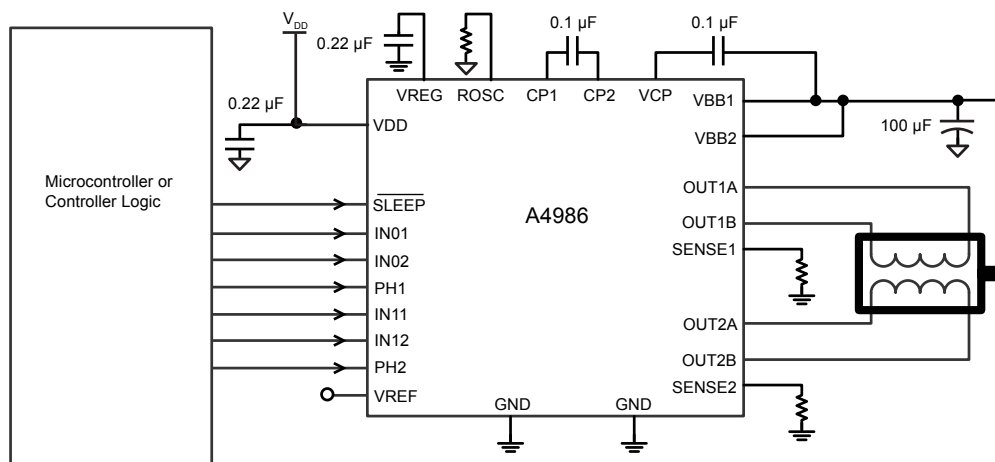 V_DD
0.22 µF
0.1 µF
0.1 µF
0.22 µF
VREG
ROSC
CP1
CP2
VCP
VBB1
VDD
VBB2
100 µF
Microcontroller or
Controller Logic
SLEEP
IN01
IN02
PH1
IN11
IN12
PH2
VREF
A4986
OUT1A
OUT1B
SENSE1
OUT2A
OUT2B
SENSE2
GND
GND